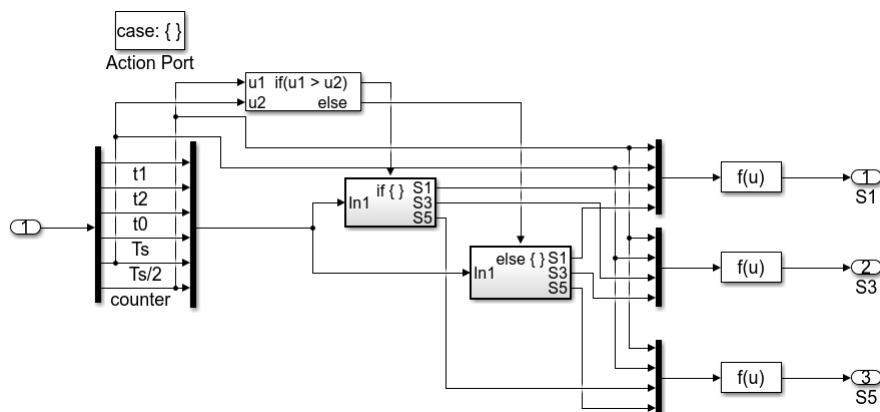 case: { }
Action Port
u1 if(u1 > u2)
u2 else
t1
t2
t0
Ts
Ts/2
counter
1
In1 if { } S1
S3
S5
In1 else { } S1
S3
S5
f(u)
1
S1
f(u)
2
S3
f(u)
3
S5